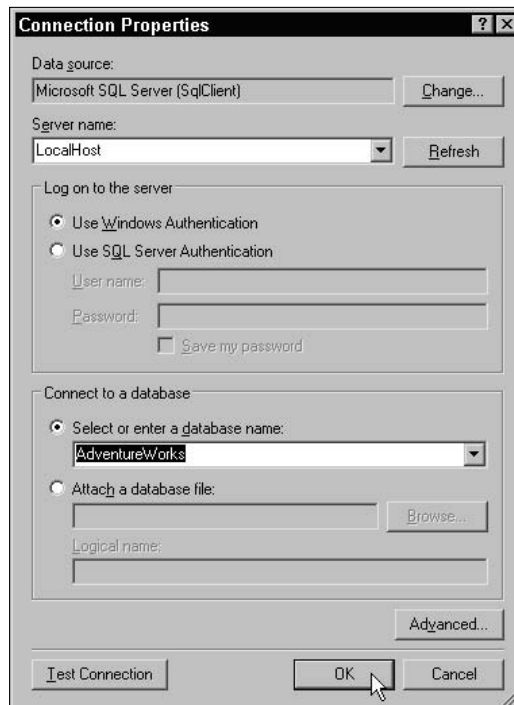 Connection Properties
Data source:
Microsoft SQL Server (SqlClient)
Change...
Server name:
LocalHost
Refresh
Log on to the server
Use Windows Authentication
Use SQL Server Authentication
User name:
Password:
Save my password
Connect to a database
Select or enter a database name:
AdventureWorks
Attach a database file:
Browse...
Logical name:
Advanced...
Test Connection
OK
Cancel